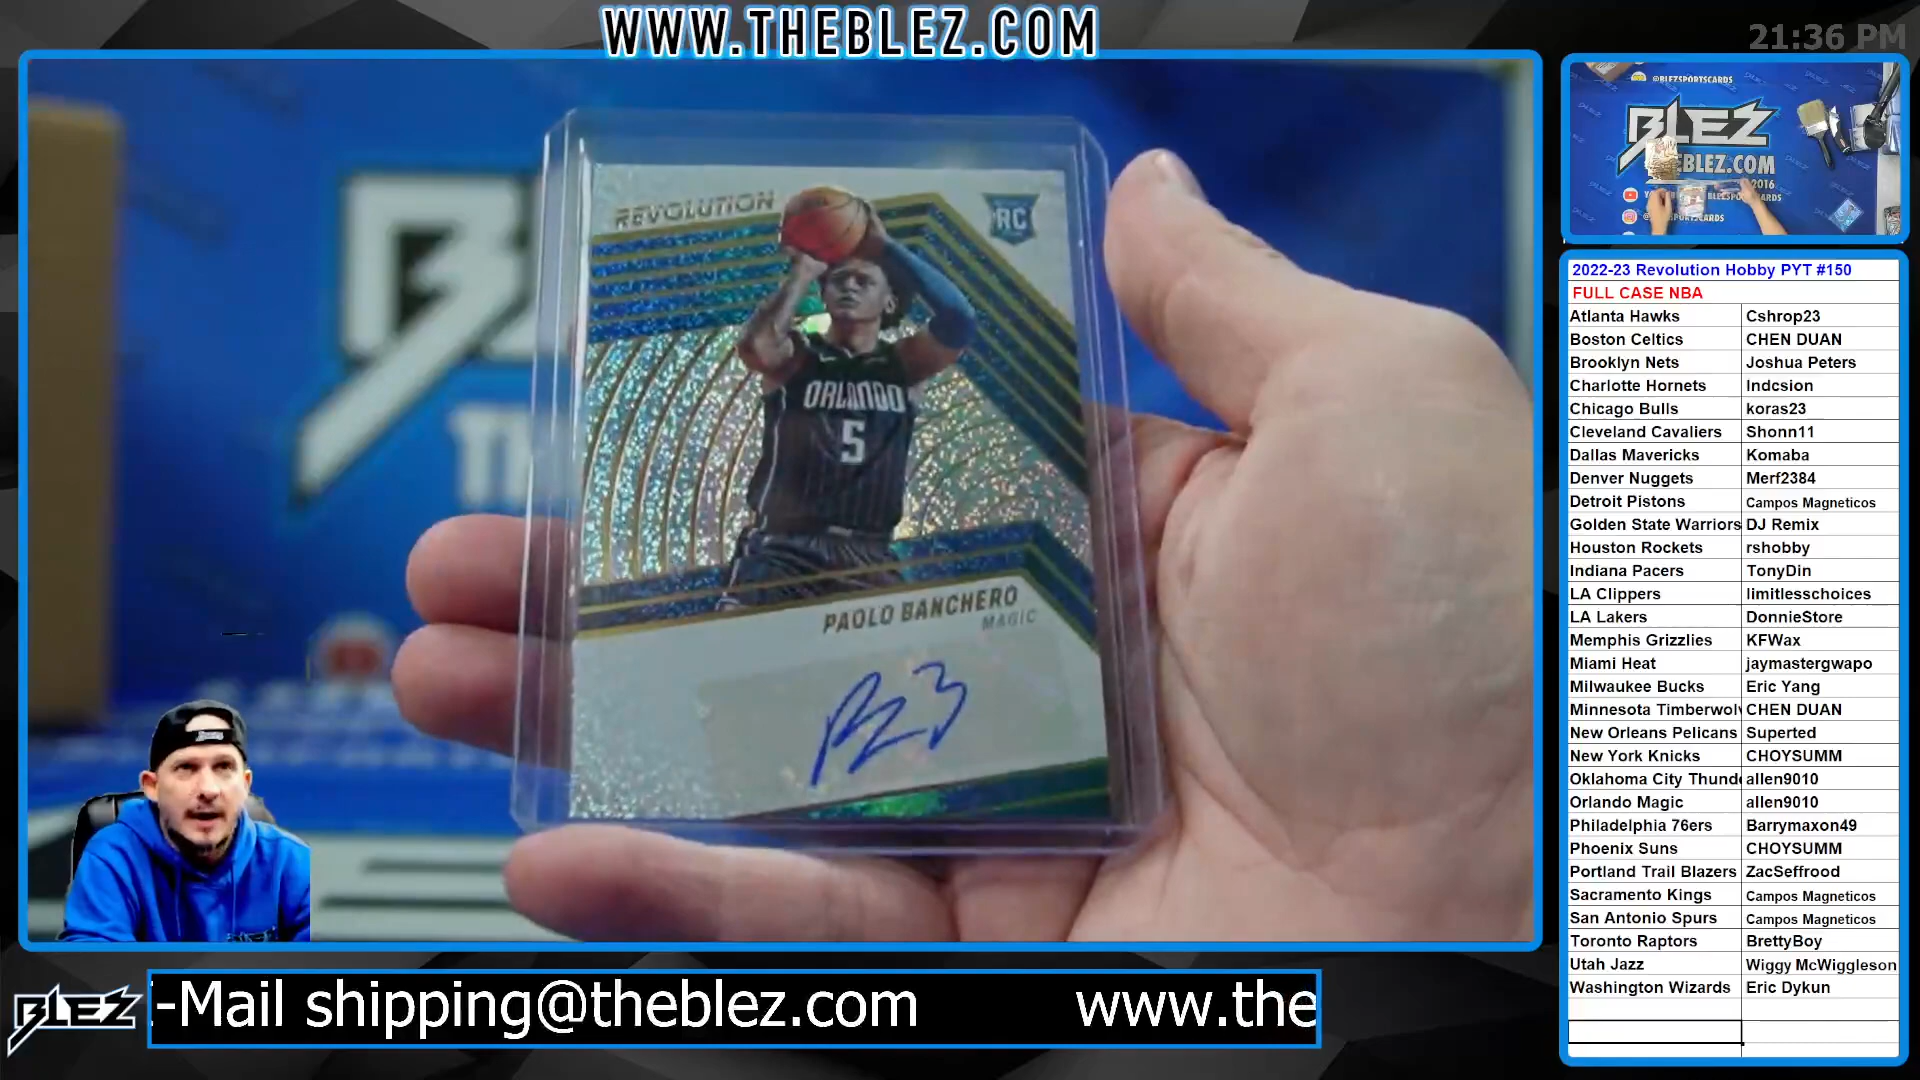 WWW.THEBLEZ.COM
21:36 PM
REVOLUTION
RC
ORLANDO
5
PAOLO BANCHERO
MAGIC
@BLEZSPORTSCARDS
BLEZ
2016
2022-23 Revolution Hobby PYT #150
FULL CASE NBA
Atlanta Hawks Cshrop23
Boston Celtics CHEN DUAN
Brooklyn Nets Joshua Peters
Charlotte Hornets Indcsion
Chicago Bulls koras23
Cleveland Cavaliers Shonn11
Dallas Mavericks Komaba
Denver Nuggets Merf2384
Detroit Pistons Campos Magneticos
Golden State Warriors DJ Remix
Houston Rockets rshobby
Indiana Pacers TonyDin
LA Clippers limitlesschoices
LA Lakers DonnieStore
Memphis Grizzlies KFWax
Miami Heat jaymastergwapo
Milwaukee Bucks Eric Yang
Minnesota Timberwolv CHEN DUAN
New Orleans Pelicans Superted
New York Knicks CHOYSUMM
Oklahoma City Thunde allen9010
Orlando Magic allen9010
Philadelphia 76ers Barrymaxon49
Phoenix Suns CHOYSUMM
Portland Trail Blazers ZacSeffrood
Sacramento Kings Campos Magneticos
San Antonio Spurs Campos Magneticos
Toronto Raptors BrettyBoy
Utah Jazz Wiggy McWiggleson
Washington Wizards Eric Dykun
BLEZ
-Mail shipping@theblez.com www.the